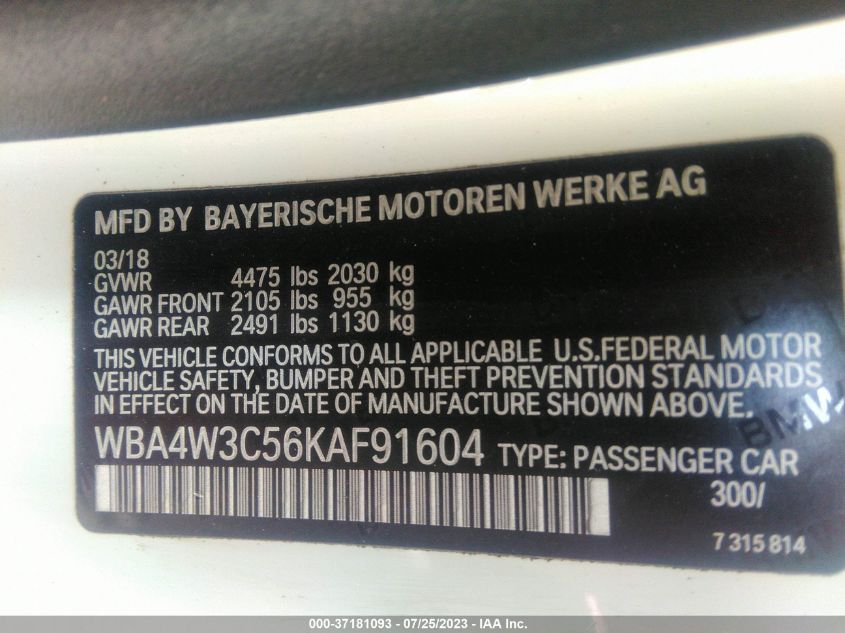 MFD BY BAYERISCHE MOTOREN WERKE AG
03/18
GVWR 4475 lbs 2030 kg
GAWR FRONT 2105 lbs 955 kg
GAWR REAR 2491 lbs 1130 kg
THIS VEHICLE CONFORMS TO ALL APPLICABLE U.S.FEDERAL MOTOR
VEHICLE SAFETY, BUMPER AND THEFT PREVENTION STANDARDS
IN EFFECT ON THE DATE OF MANUFACTURE SHOWN ABOVE.
BMW
WBA4W3C56KAF91604 TYPE: PASSENGER CAR
300/
7 315 814
000-37181093 - 07/25/2023 - IAA Inc.